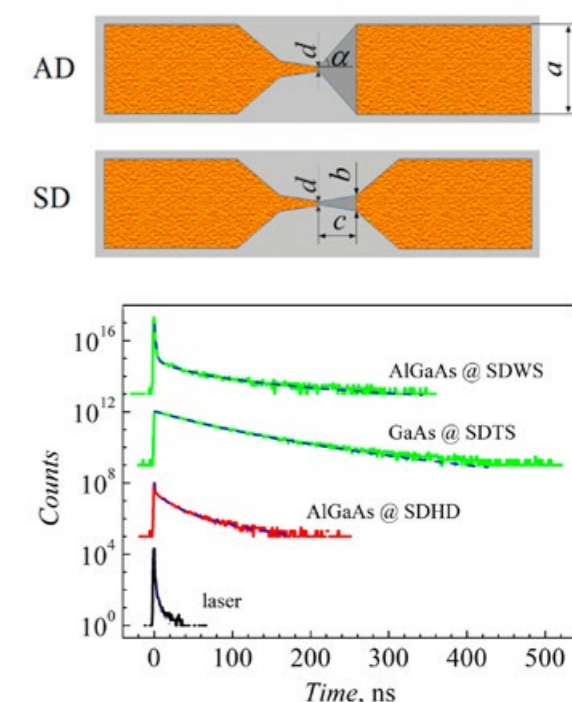 AD
d
α
a
SD
d
b
c
10^16
AlGaAs @ SDWS
10^12
GaAs @ SDTS
Counts
10^8
AlGaAs @ SDHD
10^4
laser
10^0
0 100 200 300 400 500
Time, ns